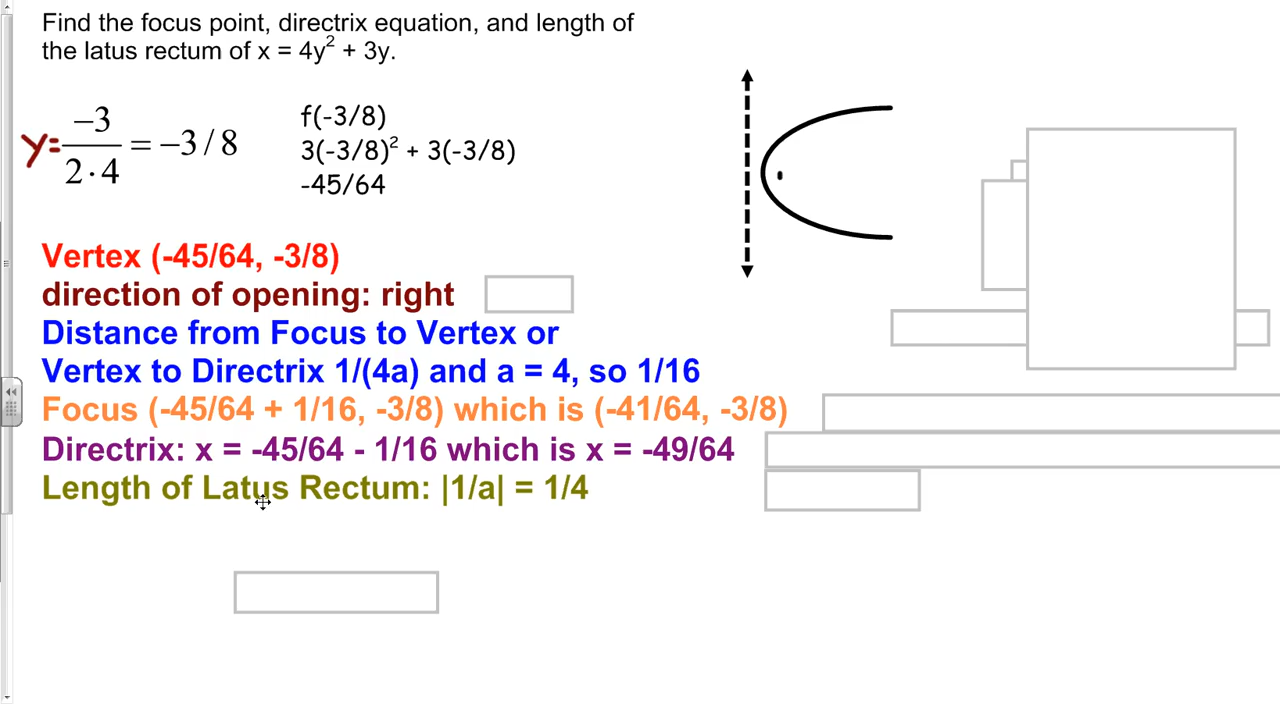 Find the focus point, directrix equation, and length of
the latus rectum of x = 4y² + 3y.
y= −3 / 2·4 = −3/8
f(-3/8)
3(-3/8)² + 3(-3/8)
-45/64
Vertex (-45/64, -3/8)
direction of opening: right
Distance from Focus to Vertex or
Vertex to Directrix 1/(4a) and a = 4, so 1/16
Focus (-45/64 + 1/16, -3/8) which is (-41/64, -3/8)
Directrix: x = -45/64 - 1/16 which is x = -49/64
Length of Latus Rectum: |1/a| = 1/4